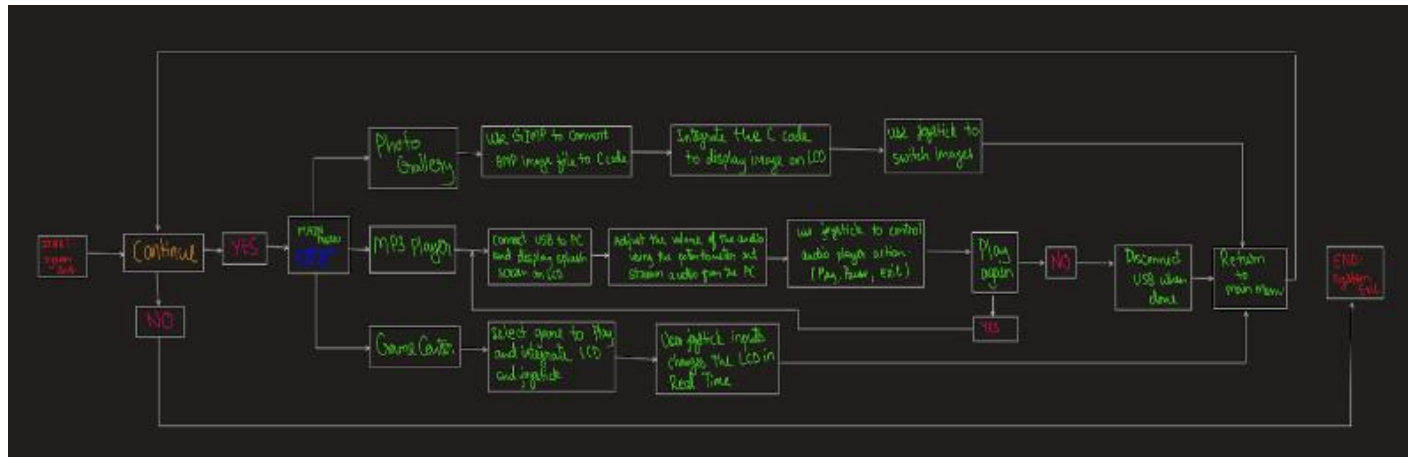 Photo
Gallery
use GIMP to convert
BMP image file to C code
Integrate the C code
to display image on LCD
use joystick to
switch images
START:
Continue
YES
MAIN
MENU
MP3 Player
connect USB to PC
and display splash
screen on LCD
Adjust the volume of the audio
using the potentiometer and
stream audio from the PC
use joystick to control
audio player action
(Play, Pause, Exit)
Play
again
NO
Disconnect
USB when
done
Return
to
main Menu
END:
System
Exit
NO
YES
Game Center
Select game to Play
and integrate LCD
and joystick
User joystick inputs
changes the LCD in
Real Time